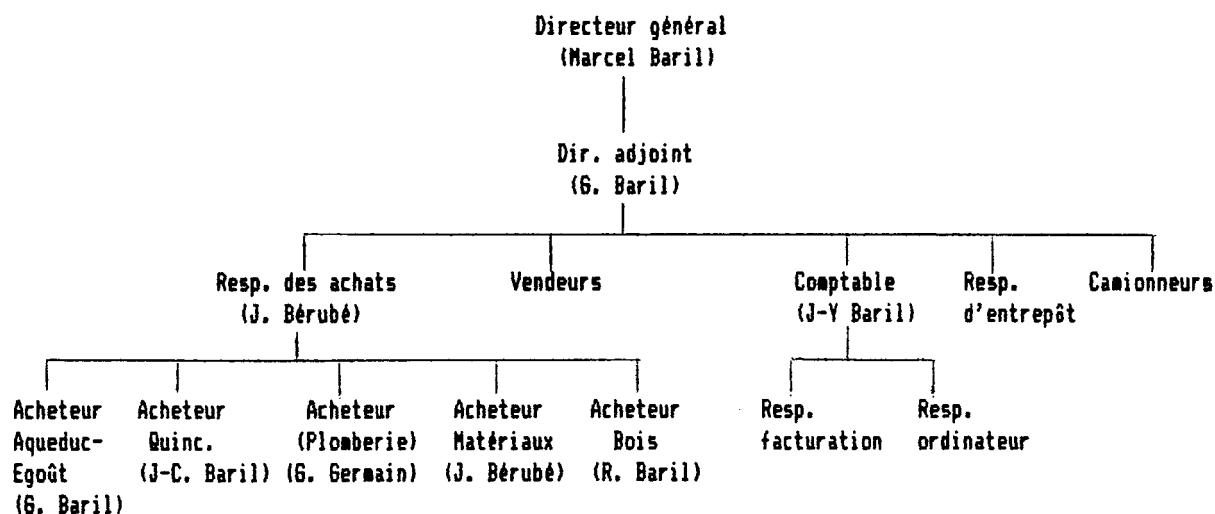 Directeur général
(Marcel Baril)
Dir. adjoint
(G. Baril)
Resp. des achats
(J. Bérubé)
Vendeurs
Comptable
(J-Y Baril)
Resp.
d'entrepôt
Camionneurs
Acheteur
Aqueduc-
Egoût
(G. Baril)
Acheteur
Quinc.
(J-C. Baril)
Acheteur
(Plomberie)
(G. Germain)
Acheteur
Matériaux
(J. Bérubé)
Acheteur
Bois
(R. Baril)
Resp.
facturation
Resp.
ordinateur